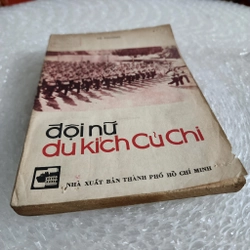 đội nữ
du kích Củ Chi
NHÀ XUẤT BẢN THÀNH PHỐ HỒ CHÍ MINH